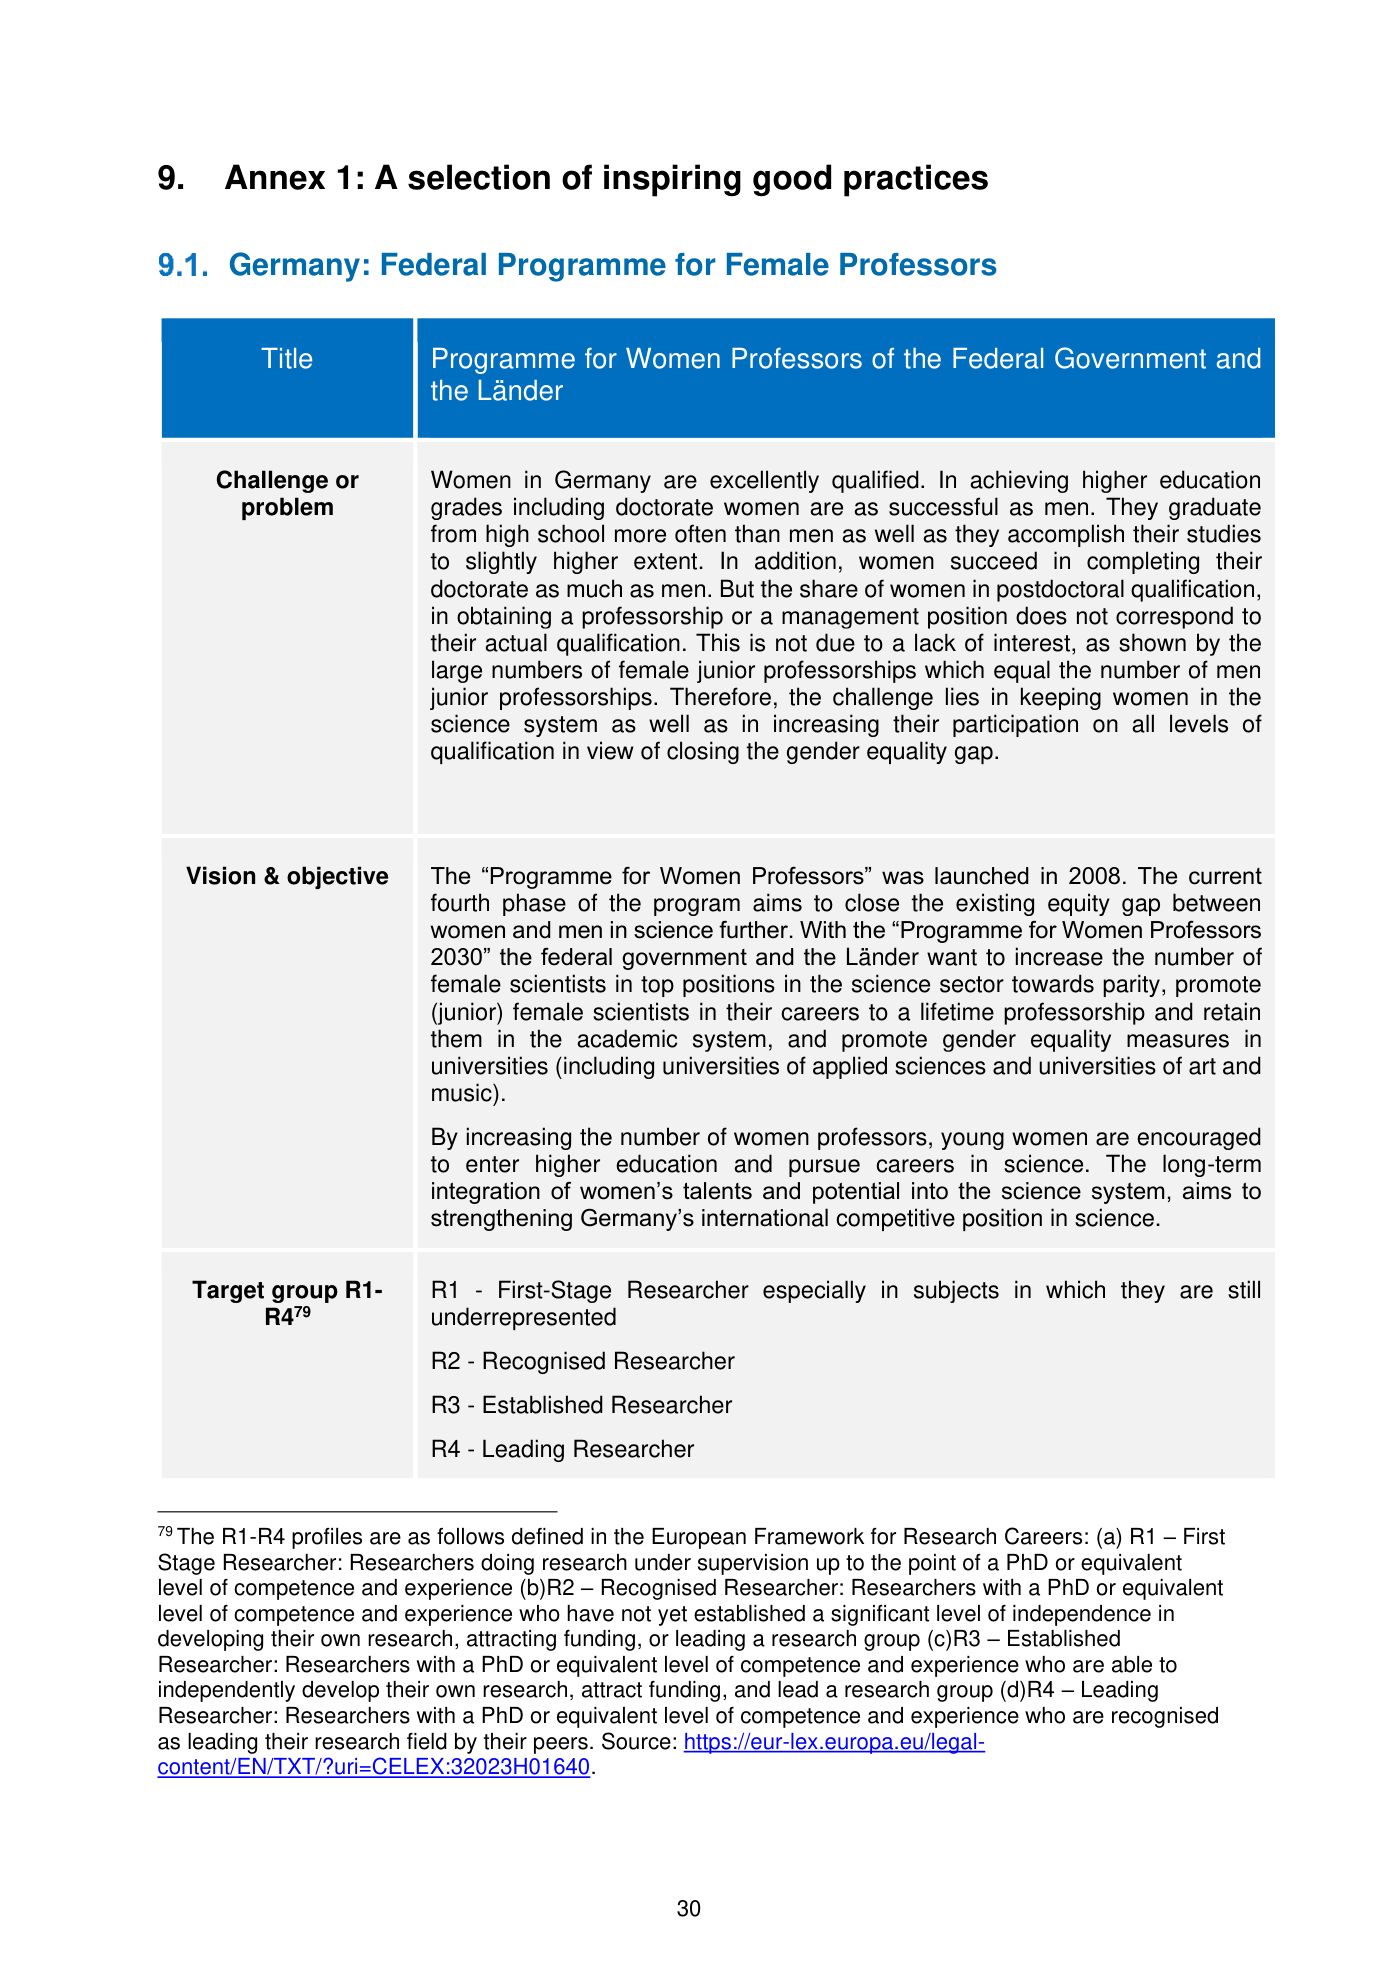 9. Annex 1: A selection of inspiring good practices
9.1. Germany: Federal Programme for Female Professors
Title
Programme for Women Professors of the Federal Government and
the Länder
Challenge or
problem
Women in Germany are excellently qualified. In achieving higher education
grades including doctorate women are as successful as men. They graduate
from high school more often than men as well as they accomplish their studies
to slightly higher extent. In addition, women succeed in completing their
doctorate as much as men. But the share of women in postdoctoral qualification,
in obtaining a professorship or a management position does not correspond to
their actual qualification. This is not due to a lack of interest, as shown by the
large numbers of female junior professorships which equal the number of men
junior professorships. Therefore, the challenge lies in keeping women in the
science system as well as in increasing their participation on all levels of
qualification in view of closing the gender equality gap.
Vision & objective
The “Programme for Women Professors” was launched in 2008. The current
fourth phase of the program aims to close the existing equity gap between
women and men in science further. With the “Programme for Women Professors
2030” the federal government and the Länder want to increase the number of
female scientists in top positions in the science sector towards parity, promote
(junior) female scientists in their careers to a lifetime professorship and retain
them in the academic system, and promote gender equality measures in
universities (including universities of applied sciences and universities of art and
music).
By increasing the number of women professors, young women are encouraged
to enter higher education and pursue careers in science. The long-term
integration of women’s talents and potential into the science system, aims to
strengthening Germany’s international competitive position in science.
Target group R1-
R479
R1 - First-Stage Researcher especially in subjects in which they are still
underrepresented
R2 - Recognised Researcher
R3 - Established Researcher
R4 - Leading Researcher
79 The R1-R4 profiles are as follows defined in the European Framework for Research Careers: (a) R1 – First
Stage Researcher: Researchers doing research under supervision up to the point of a PhD or equivalent
level of competence and experience (b)R2 – Recognised Researcher: Researchers with a PhD or equivalent
level of competence and experience who have not yet established a significant level of independence in
developing their own research, attracting funding, or leading a research group (c)R3 – Established
Researcher: Researchers with a PhD or equivalent level of competence and experience who are able to
independently develop their own research, attract funding, and lead a research group (d)R4 – Leading
Researcher: Researchers with a PhD or equivalent level of competence and experience who are recognised
as leading their research field by their peers. Source: https://eur-lex.europa.eu/legal-
content/EN/TXT/?uri=CELEX:32023H01640.
30